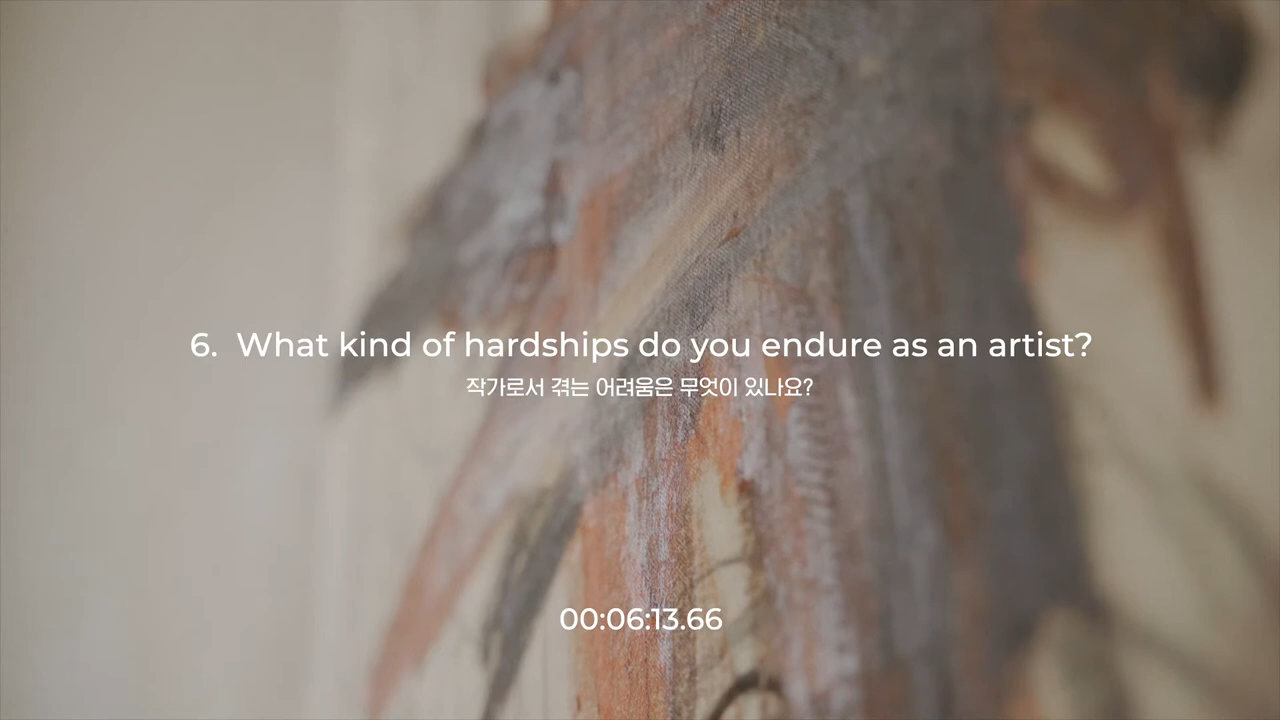 6. What kind of hardships do you endure as an artist?
작가로서 겪는 어려움은 무엇이 있나요?
00:06:13.66